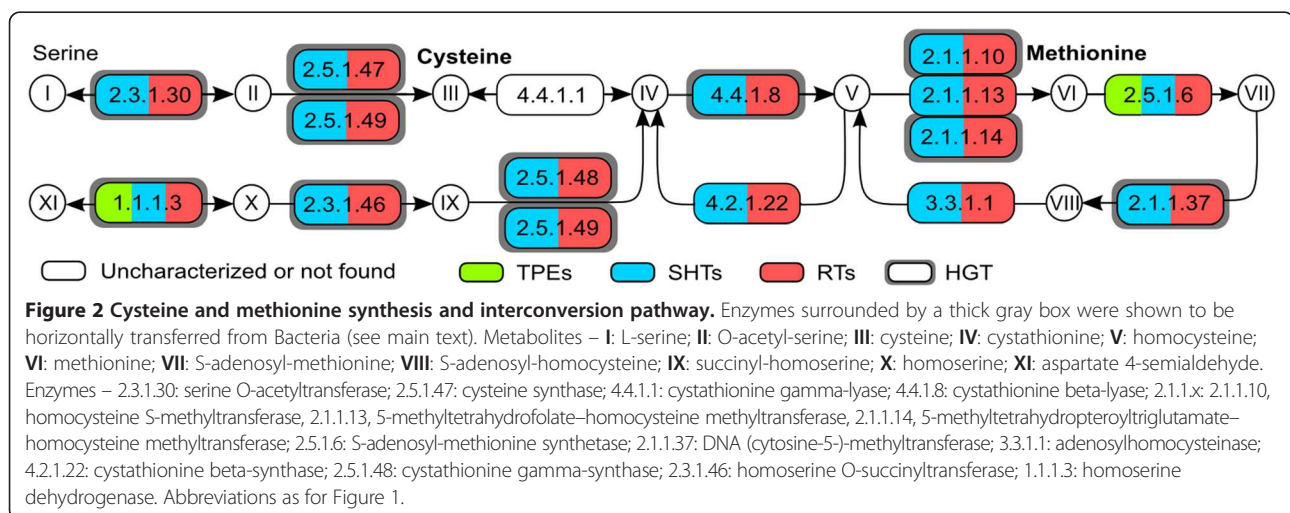 Serine
Cysteine
Methionine
I
2.3.1.30
II
2.5.1.47
2.5.1.49
III
4.4.1.1
IV
4.4.1.8
V
2.1.1.10
2.1.1.13
2.1.1.14
VI
2.5.1.6
VII
XI
1.1.1.3
X
2.3.1.46
IX
2.5.1.48
2.5.1.49
4.2.1.22
3.3.1.1
VIII
2.1.1.37
Uncharacterized or not found
TPEs
SHTs
RTs
HGT
Figure 2 Cysteine and methionine synthesis and interconversion pathway. Enzymes surrounded by a thick gray box were shown to be
horizontally transferred from Bacteria (see main text). Metabolites – I: L-serine; II: O-acetyl-serine; III: cysteine; IV: cystathionine; V: homocysteine;
VI: methionine; VII: S-adenosyl-methionine; VIII: S-adenosyl-homocysteine; IX: succinyl-homoserine; X: homoserine; XI: aspartate 4-semialdehyde.
Enzymes – 2.3.1.30: serine O-acetyltransferase; 2.5.1.47: cysteine synthase; 4.4.1.1: cystathionine gamma-lyase; 4.4.1.8: cystathionine beta-lyase; 2.1.1.x: 2.1.1.10,
homocysteine S-methyltransferase, 2.1.1.13, 5-methyltetrahydrofolate–homocysteine methyltransferase, 2.1.1.14, 5-methyltetrahydropteroyltriglutamate–
homocysteine methyltransferase; 2.5.1.6: S-adenosyl-methionine synthetase; 2.1.1.37: DNA (cytosine-5-)-methyltransferase; 3.3.1.1: adenosylhomocysteinase;
4.2.1.22: cystathionine beta-synthase; 2.5.1.48: cystathionine gamma-synthase; 2.3.1.46: homoserine O-succinyltransferase; 1.1.1.3: homoserine
dehydrogenase. Abbreviations as for Figure 1.